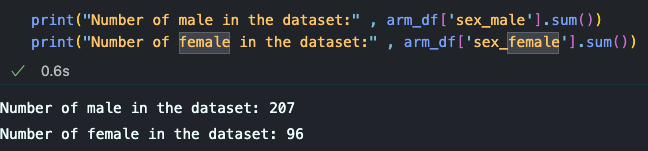 print("Number of male in the dataset:" , arm_df['sex_male'].sum())
print("Number of female in the dataset:" , arm_df['sex_female'].sum())
✓ 0.6s
Number of male in the dataset: 207
Number of female in the dataset: 96